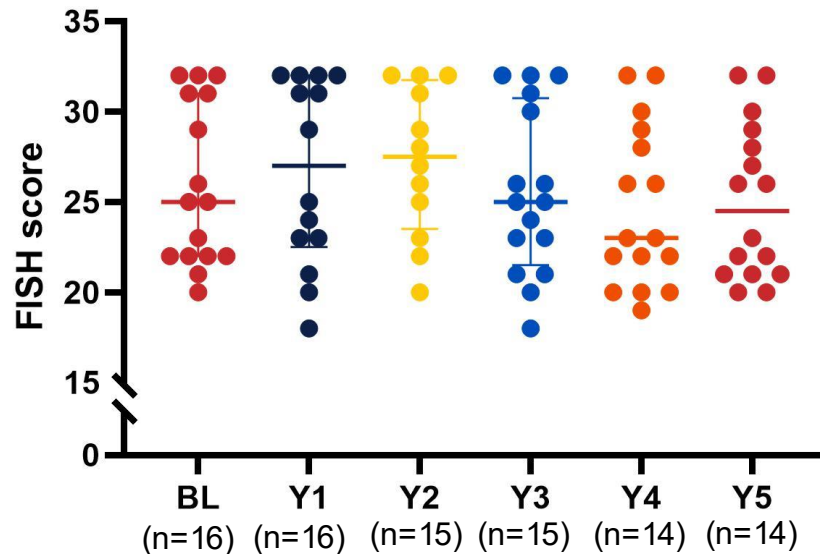 FISH score
35
30
25
20
15
0
BL Y1 Y2 Y3 Y4 Y5
(n=16) (n=16) (n=15) (n=15) (n=14) (n=14)